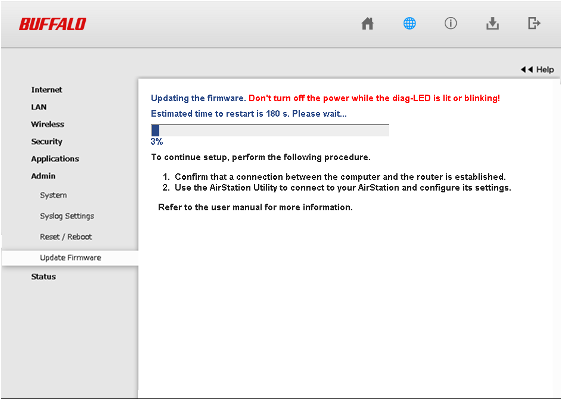 BUFFALO
Help
Internet
LAN
Wireless
Security
Applications
Admin
System
Syslog Settings
Reset / Reboot
Update Firmware
Status
Updating the firmware. Don't turn off the power while the diag-LED is lit or blinking!
Estimated time to restart is 180 s. Please wait...
3%
To continue setup, perform the following procedure.
1. Confirm that a connection between the computer and the router is established.
2. Use the AirStation Utility to connect to your AirStation and configure its settings.
Refer to the user manual for more information.